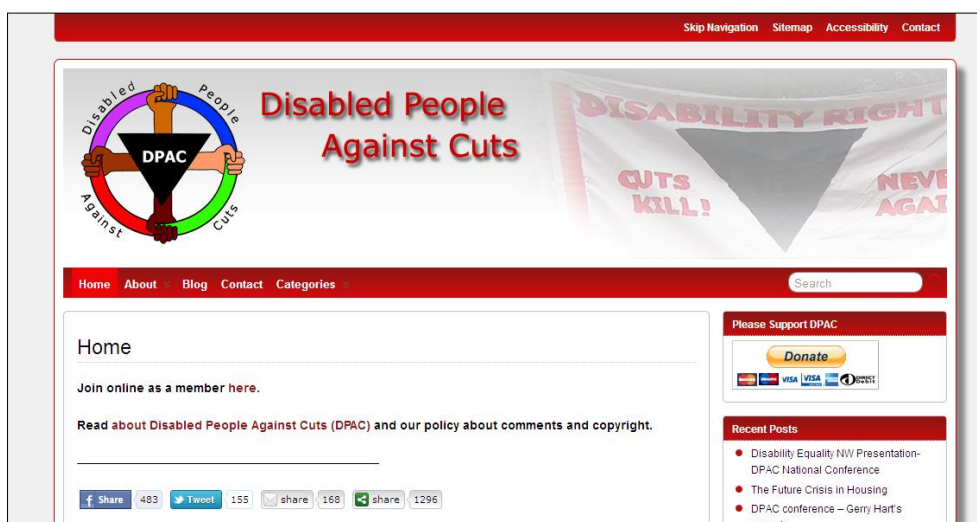 Skip Navigation Sitemap Accessibility Contact
Disabled People
Against Cuts
DPAC
Disabled People
Against Cuts
DISABILITY RIGHT
CUTS
KILL!
NEVE
AGAI
Home About Blog Contact Categories
Search
Home
Join online as a member here.
Read about Disabled People Against Cuts (DPAC) and our policy about comments and copyright.
f Share 483 Tweet 155 share 168 share 1296
Please Support DPAC
Donate
VISA VISA DIRECT Debit
Recent Posts
Disability Equality NW Presentation-
DPAC National Conference
The Future Crisis in Housing
DPAC conference – Gerry Hart's